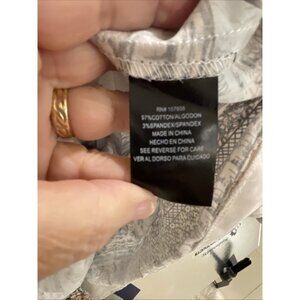 RN# 157608
97%COTTON/ALGODON
3%SPANDEX/SPANDEX
MADE IN CHINA
HECHO EN CHINA
SEE REVERSE FOR CARE
VER AL DORSO PARA CUIDADO